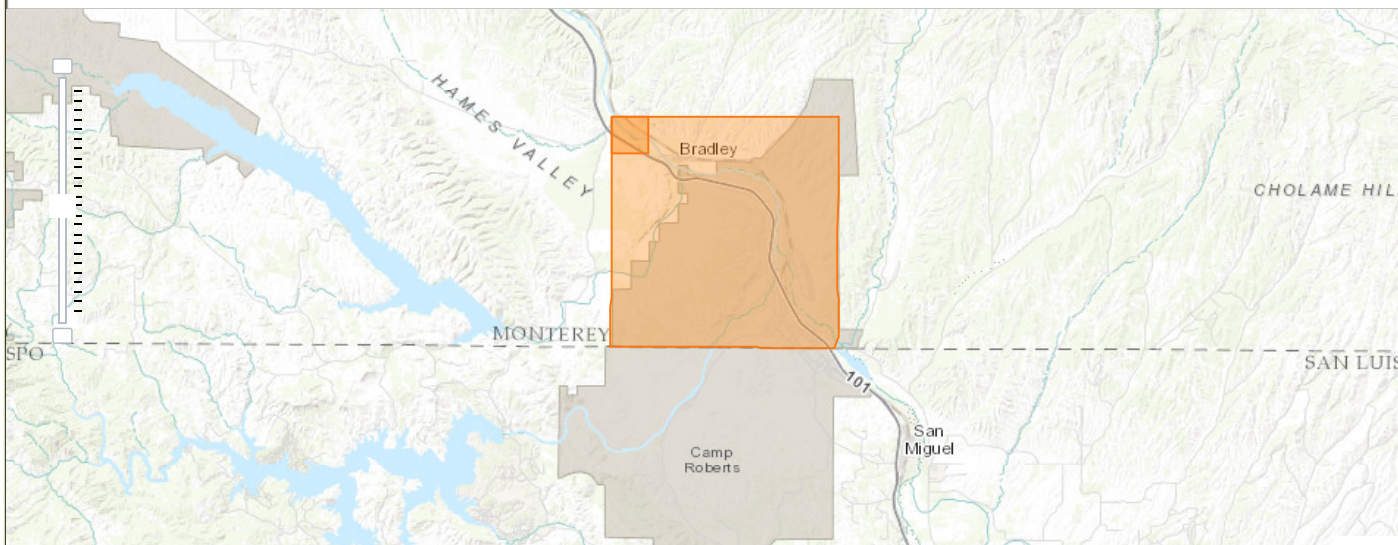 HAMES VALLEY
Bradley
CHOLAME HIL
MONTEREY
SPO
SAN LUIS
101
San
Miguel
Camp
Roberts